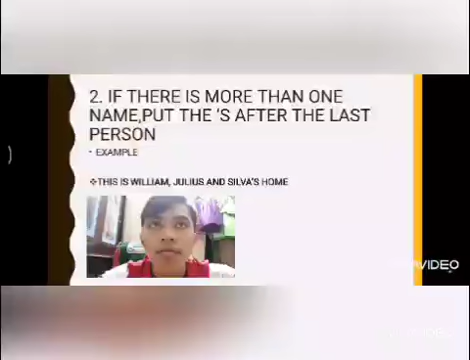 2. IF THERE IS MORE THAN ONE
NAME,PUT THE 'S AFTER THE LAST
PERSON
• EXAMPLE
❖THIS IS WILLIAM, JULIUS AND SILVA'S HOME